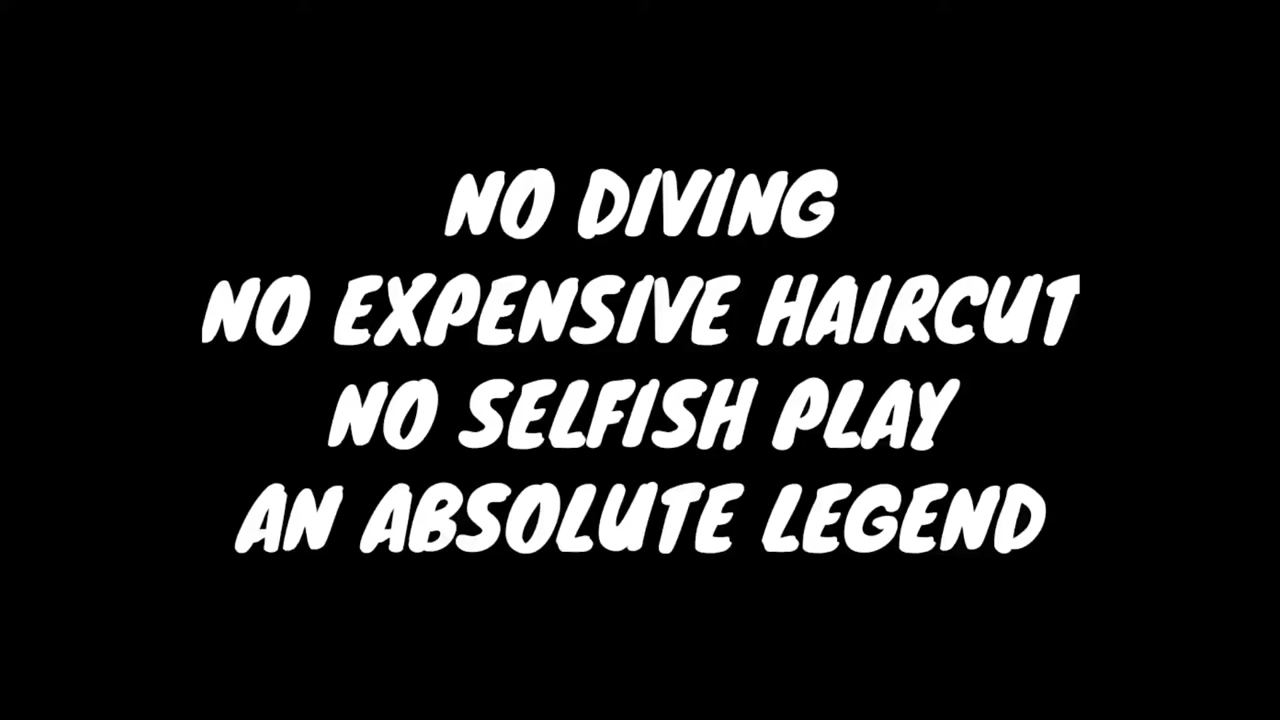 NO DIVING
NO EXPENSIVE HAIRCUT
NO SELFISH PLAY
AN ABSOLUTE LEGEND